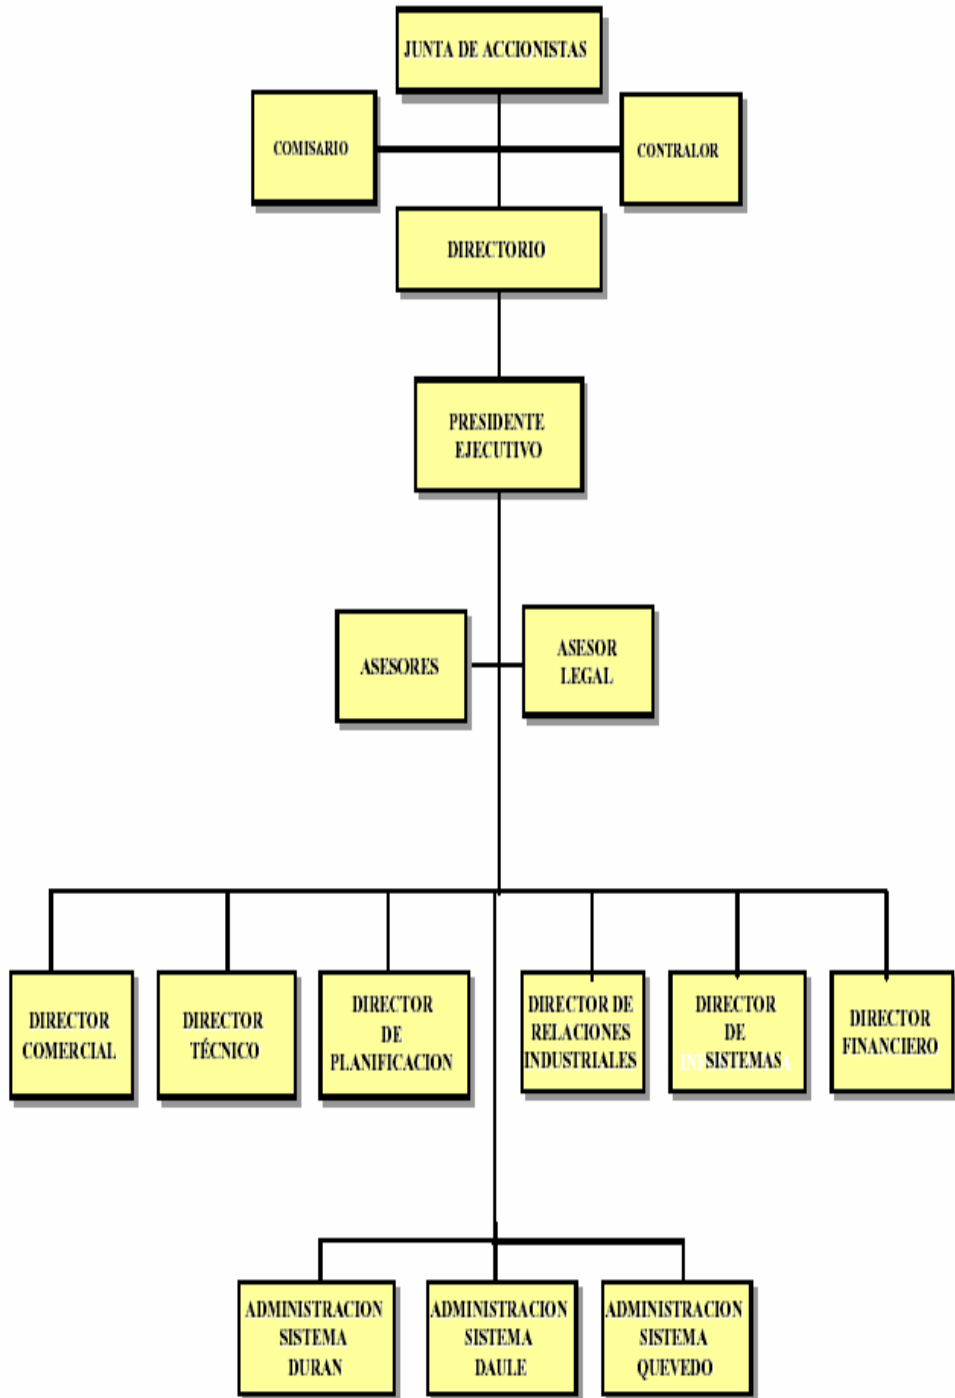 JUNTA DE ACCIONISTAS
COMISARIO
CONTRALOR
DIRECTORIO
PRESIDENTE
EJECUTIVO
ASESORES
ASESOR
LEGAL
DIRECTOR
COMERCIAL
DIRECTOR
TÉCNICO
DIRECTOR
DE
PLANIFICACION
DIRECTOR DE
RELACIONES
INDUSTRIALES
DIRECTOR
DE
SISTEMAS
DIRECTOR
FINANCIERO
ADMINISTRACION
SISTEMA
DURAN
ADMINISTRACION
SISTEMA
DAULE
ADMINISTRACION
SISTEMA
QUEVEDO